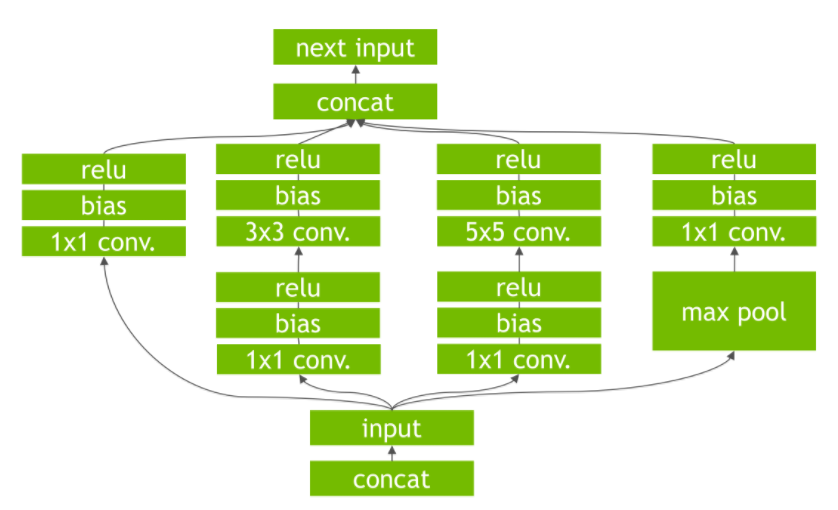 next input
concat
relu
bias
1x1 conv.
relu
bias
3x3 conv.
relu
bias
1x1 conv.
relu
bias
5x5 conv.
relu
bias
1x1 conv.
relu
bias
1x1 conv.
max pool
input
concat